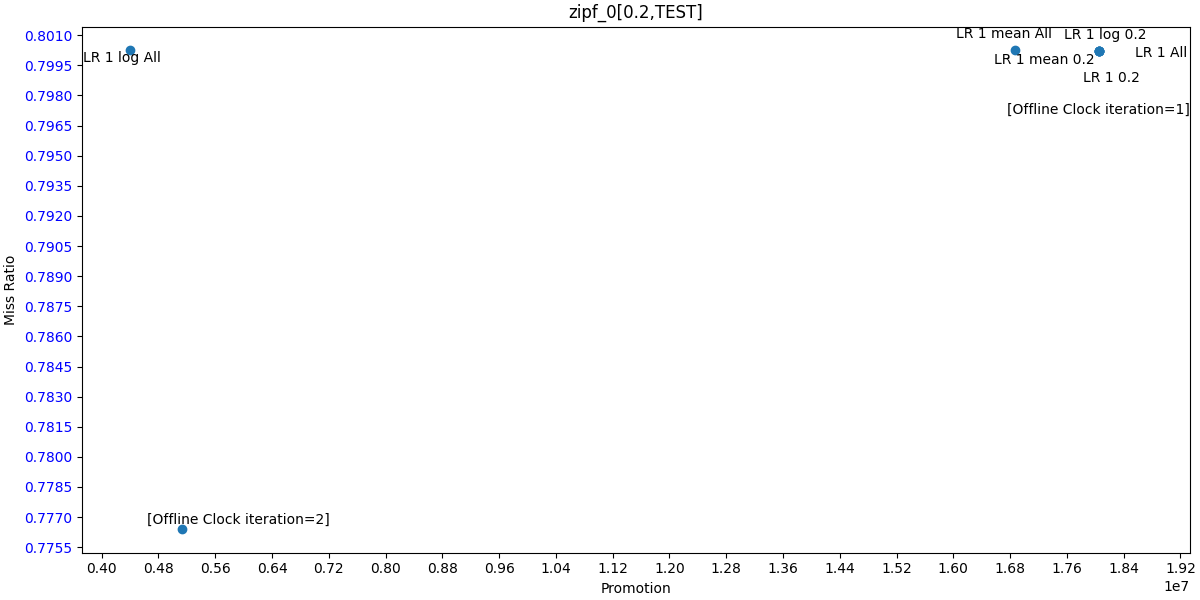 zipf_0[0.2,TEST]
Miss Ratio
0.8010
0.7995
0.7980
0.7965
0.7950
0.7935
0.7920
0.7905
0.7890
0.7875
0.7860
0.7845
0.7830
0.7815
0.7800
0.7785
0.7770
0.7755
LR 1 log All
LR 1 mean All
LR 1 log 0.2
LR 1 mean 0.2
LR 1 All
LR 1 0.2
[Offline Clock iteration=1]
[Offline Clock iteration=2]
0.40 0.48 0.56 0.64 0.72 0.80 0.88 0.96 1.04 1.12 1.20 1.28 1.36 1.44 1.52 1.60 1.68 1.76 1.84 1.92
1e7
Promotion